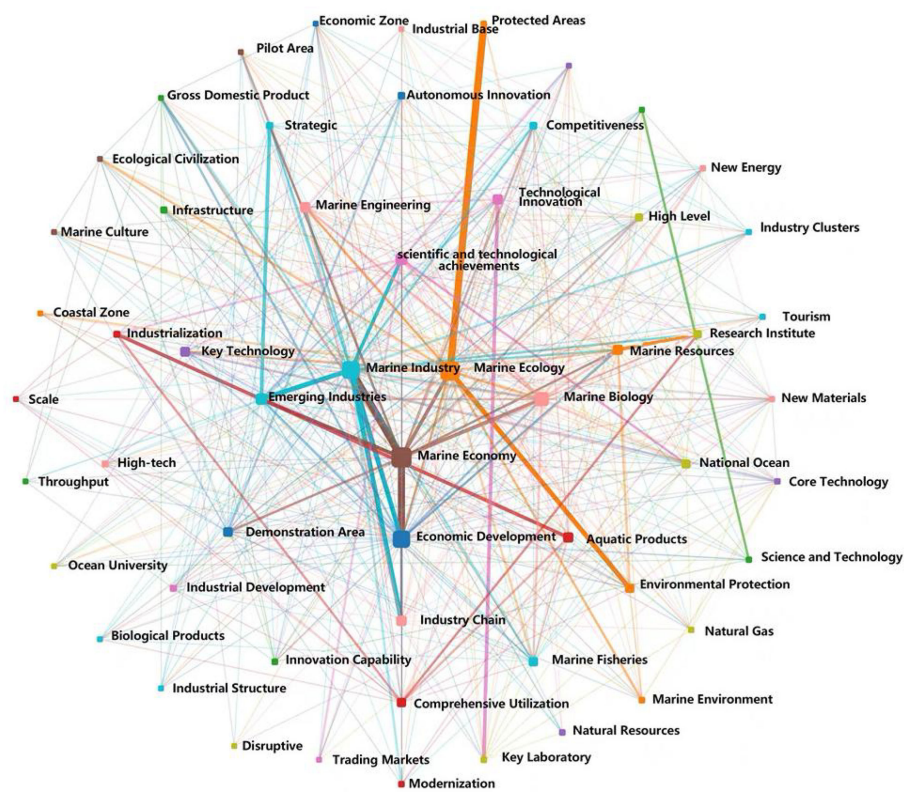 Economic Zone
Protected Areas
Industrial Base
Pilot Area
Gross Domestic Product
Autonomous Innovation
Strategic
Competitiveness
Ecological Civilization
New Energy
Technological
Innovation
Marine Engineering
Infrastructure
High Level
Marine Culture
Industry Clusters
scientific and technological
achievements
Coastal Zone
Tourism
Industrialization
Research Institute
Key Technology
Marine Resources
Marine Industry
Marine Ecology
Emerging Industries
Marine Biology
New Materials
Scale
Marine Economy
High-tech
National Ocean
Throughput
Core Technology
Demonstration Area
Economic Development
Aquatic Products
Science and Technology
Ocean University
Industrial Development
Environmental Protection
Industry Chain
Natural Gas
Biological Products
Innovation Capability
Marine Fisheries
Industrial Structure
Comprehensive Utilization
Marine Environment
Natural Resources
Disruptive
Trading Markets
Key Laboratory
Modernization